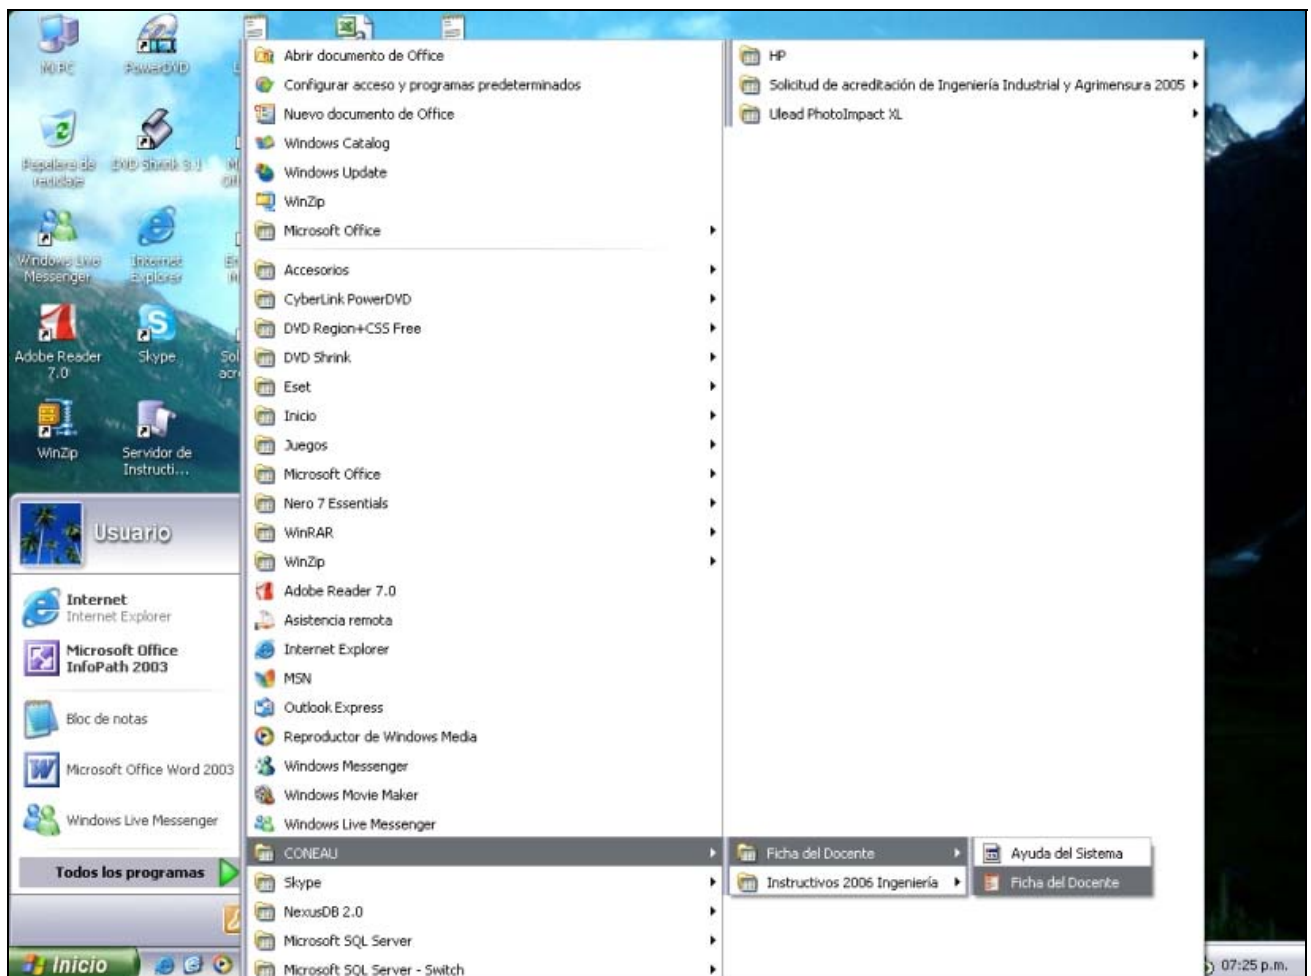 Mi PC
PowerDVD
Papelera de
reciclaje
DVD Shrink 3.1
Windows Live
Messenger
Internet
Explorer
Adobe Reader
7.0
Skype
Sol
acr
WinZip
Servidor de
Instructi...
Usuario
Internet
Internet Explorer
Microsoft Office
InfoPath 2003
Bloc de notas
Microsoft Office Word 2003
Windows Live Messenger
Todos los programas
Inicio
Abrir documento de Office
Configurar acceso y programas predeterminados
Nuevo documento de Office
Windows Catalog
Windows Update
WinZip
Microsoft Office
Accesorios
CyberLink PowerDVD
DVD Region+CSS Free
DVD Shrink
Eset
Inicio
Juegos
Microsoft Office
Nero 7 Essentials
WinRAR
WinZip
Adobe Reader 7.0
Asistencia remota
Internet Explorer
MSN
Outlook Express
Reproductor de Windows Media
Windows Messenger
Windows Movie Maker
Windows Live Messenger
CONEAU
Skype
NexusDB 2.0
Microsoft SQL Server
Microsoft SQL Server - Switch
HP
Solicitud de acreditación de Ingeniería Industrial y Agrimensura 2005
Ulead PhotoImpact XL
Ficha del Docente
Instructivos 2006 Ingeniería
Ayuda del Sistema
Ficha del Docente
07:25 p.m.